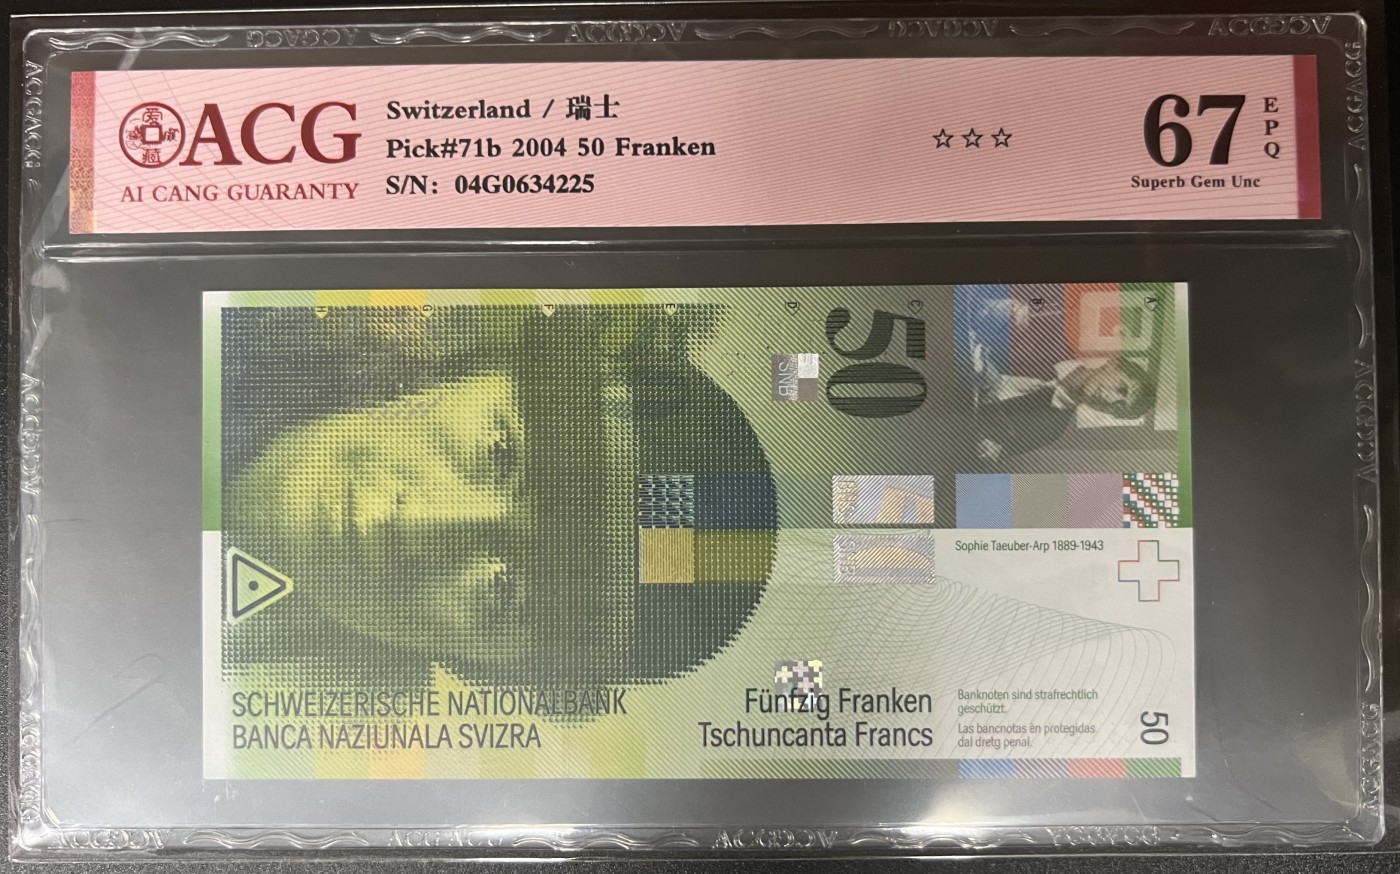 ACG
AI CANG GUARANTY
Switzerland / 瑞士
Pick#71b 2004 50 Franken
S/N: 04G0634225
☆☆☆
67
EPQ
Superb Gem Unc
H
G
F
E
D
C
B
A
50
SNB
Sophie Taeuber-Arp 1889-1943
SCHWEIZERISCHE NATIONALBANK
BANCA NAZIUNALA SVIZRA
Fünfzig Franken
Tschuncanta Francs
Banknoten sind strafrechtlich
geschützt.
Las bancnotas èn protegidas
dal dretg penal.
50